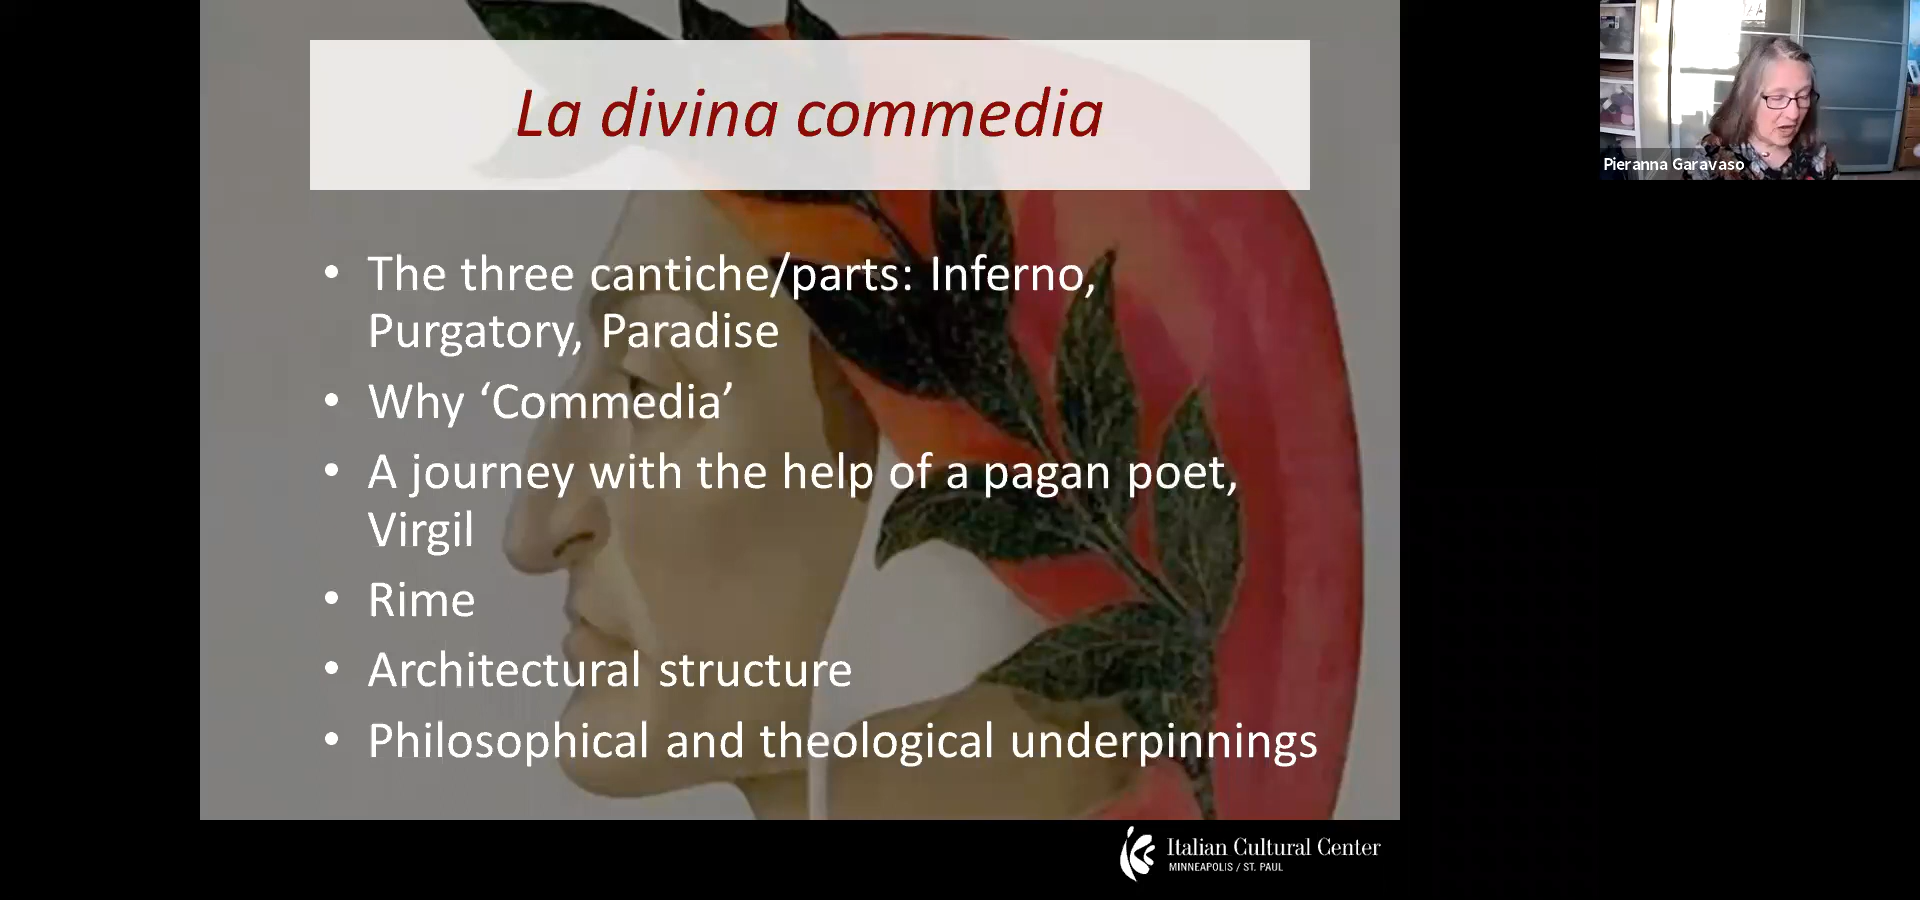 La divina commedia
• The three cantiche/parts: Inferno,
Purgatory, Paradise
• Why ‘Commedia’
• A journey with the help of a pagan poet,
Virgil
• Rime
• Architectural structure
• Philosophical and theological underpinnings
Pieranna Garavaso
Italian Cultural Center
MINNEAPOLIS / ST. PAUL